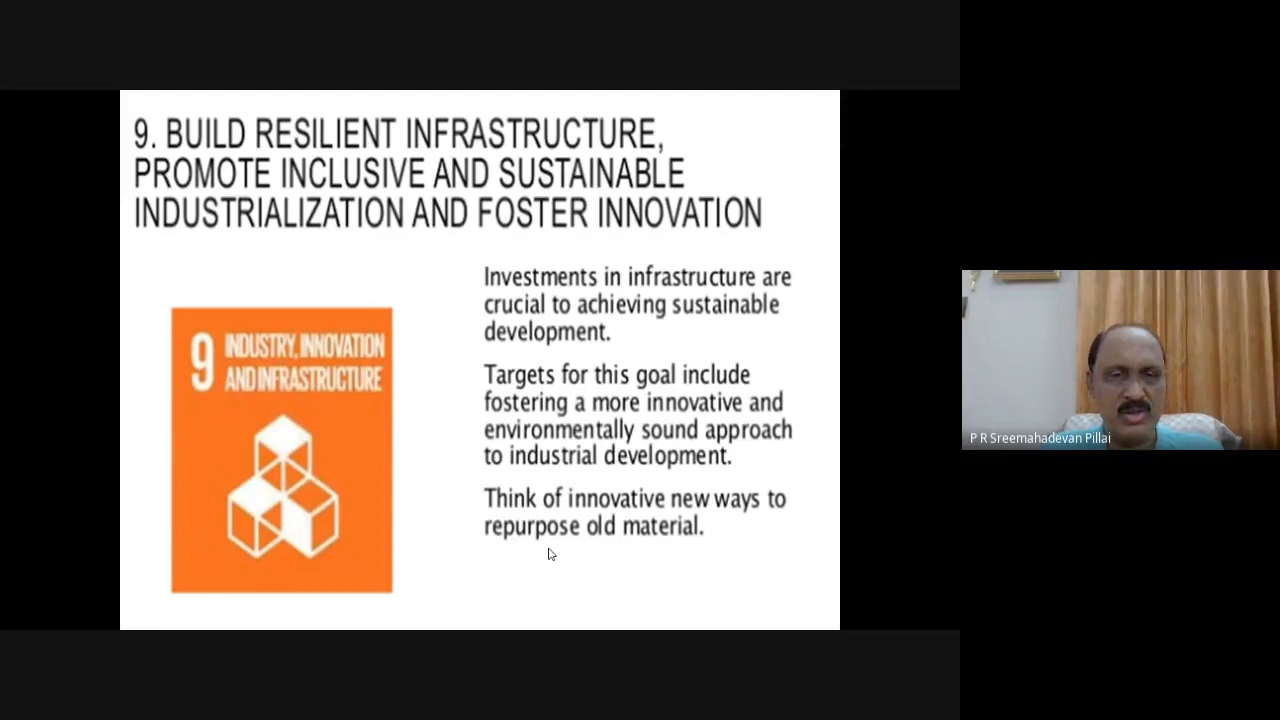 9. BUILD RESILIENT INFRASTRUCTURE,
PROMOTE INCLUSIVE AND SUSTAINABLE
INDUSTRIALIZATION AND FOSTER INNOVATION
9 INDUSTRY, INNOVATION
AND INFRASTRUCTURE
Investments in infrastructure are
crucial to achieving sustainable
development.
Targets for this goal include
fostering a more innovative and
environmentally sound approach
to industrial development.
Think of innovative new ways to
repurpose old material.
P R Sreemahadevan Pillai